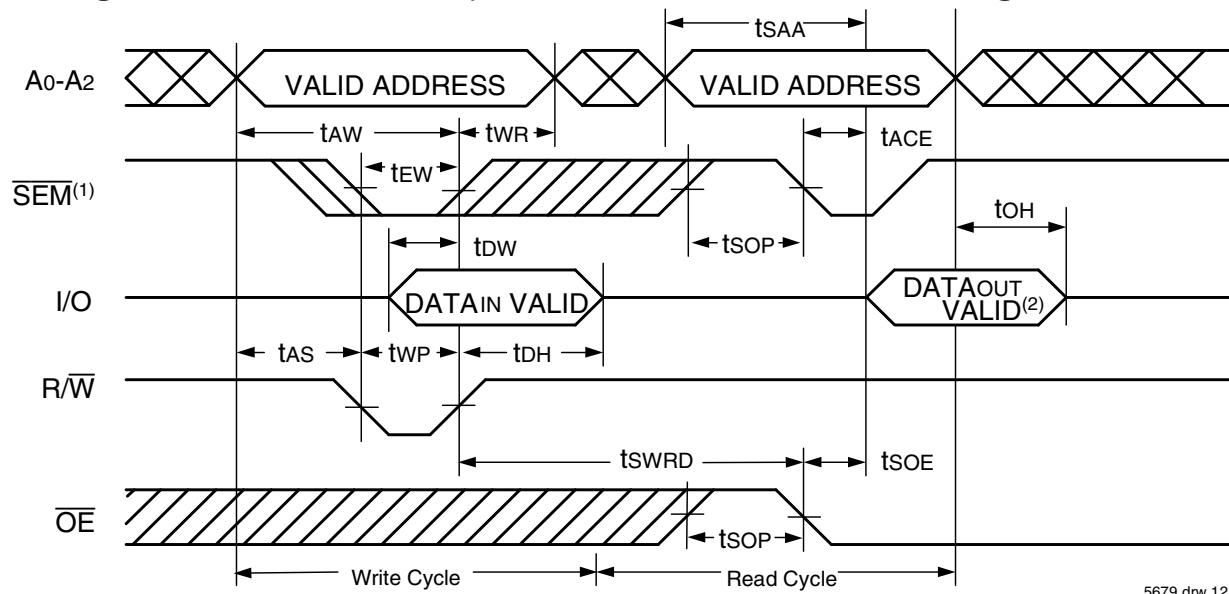 tSAA
A0-A2
VALID ADDRESS
VALID ADDRESS
tAW
tWR
tACE
tEW
SEM(1)
tOH
tDW
tSOP
I/O
DATAIN VALID
DATAOUT
VALID(2)
tAS
tWP
tDH
R/W
tSWRD
tSOE
OE
tSOP
Write Cycle
Read Cycle
5679 drw 12